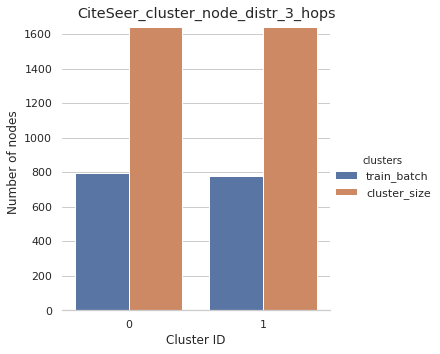 CiteSeer_cluster_node_distr_3_hops
1600
1400
1200
1000
800
600
400
200
0
Number of nodes
0 1
Cluster ID
clusters
train_batch
cluster_size